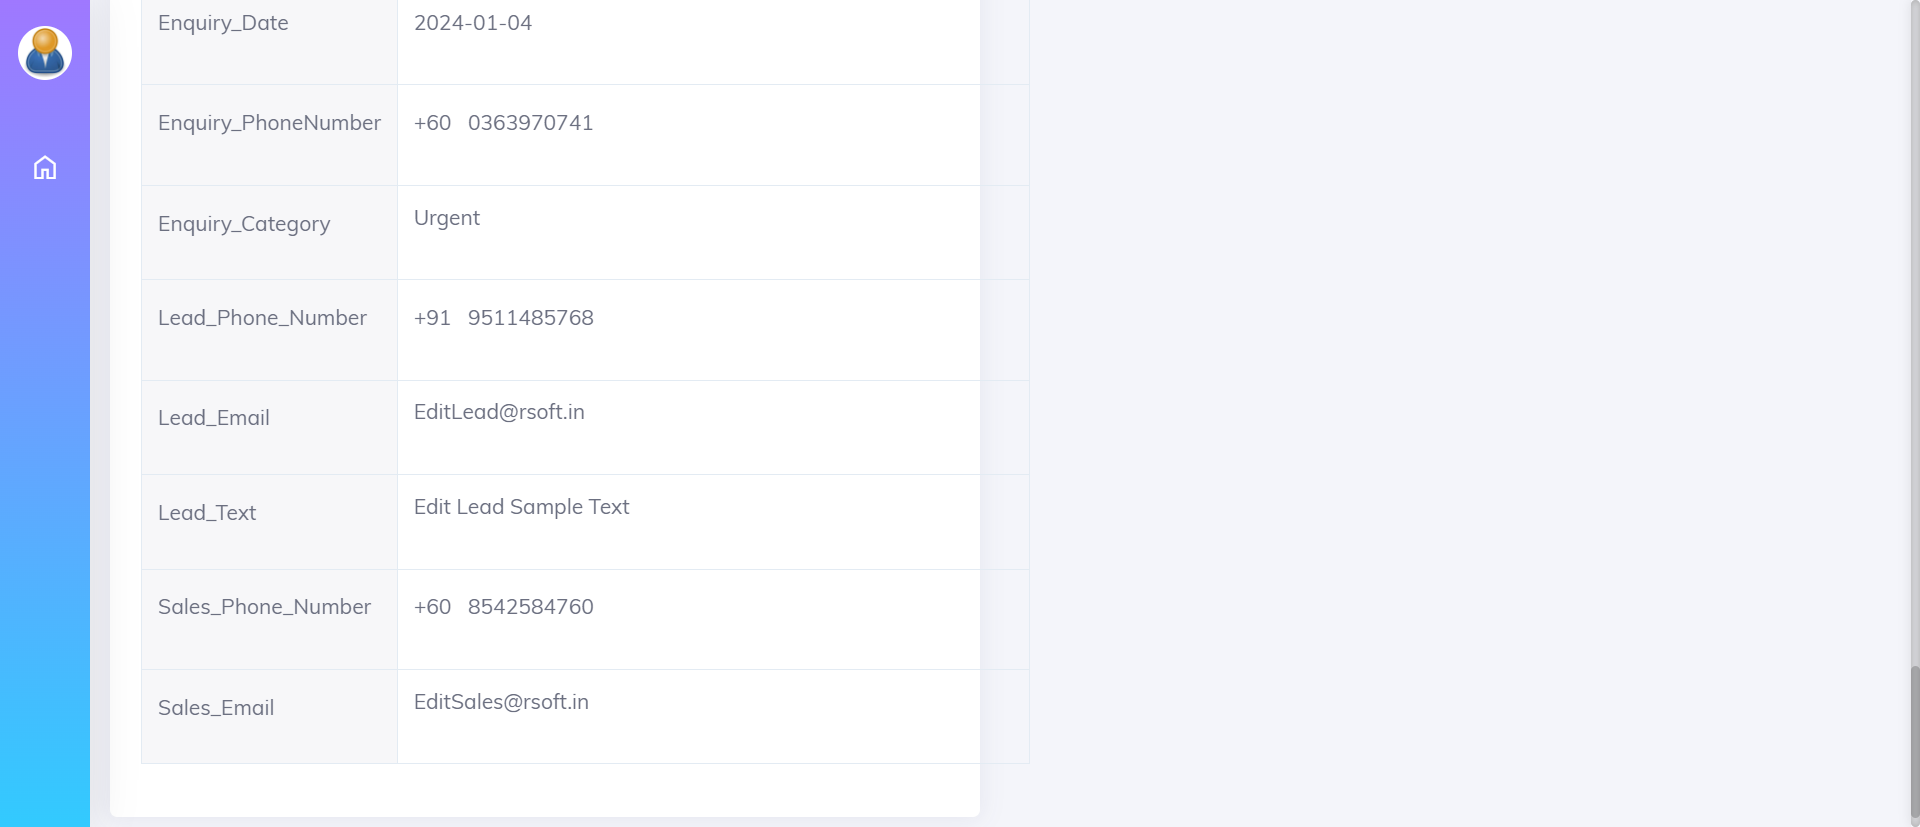 Enquiry_Date 2024-01-04
Enquiry_PhoneNumber +60 0363970741
Enquiry_Category Urgent
Lead_Phone_Number +91 9511485768
Lead_Email EditLead@rsoft.in
Lead_Text Edit Lead Sample Text
Sales_Phone_Number +60 8542584760
Sales_Email EditSales@rsoft.in